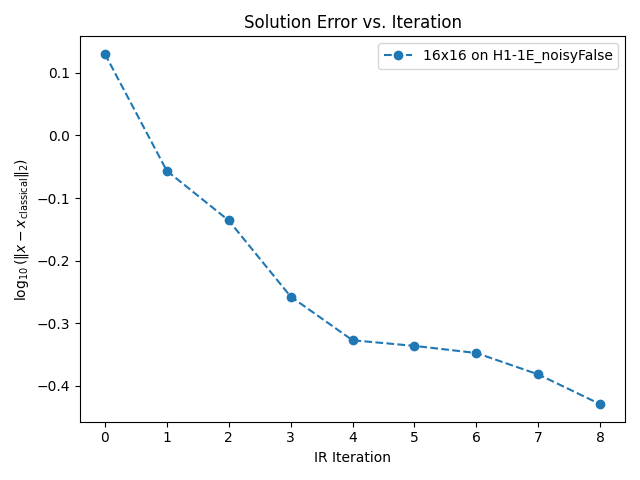 Solution Error vs. Iteration
16x16 on H1-1E_noisyFalse
log₁₀(‖x − x_classical‖₂)
0.1
0.0
−0.1
−0.2
−0.3
−0.4
0 1 2 3 4 5 6 7 8
IR Iteration